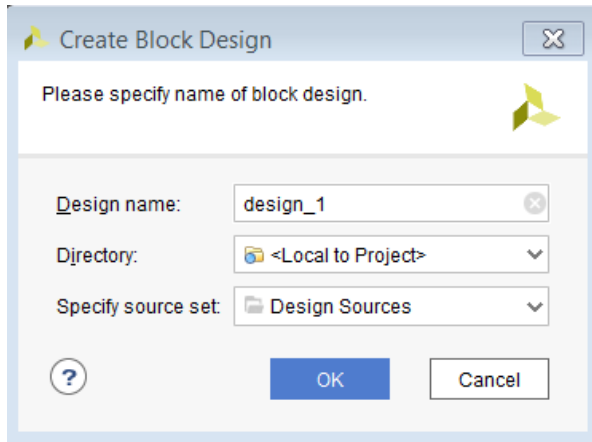 Create Block Design
Please specify name of block design.
Design name: design_1
Directory: <Local to Project>
Specify source set: Design Sources
? OK Cancel